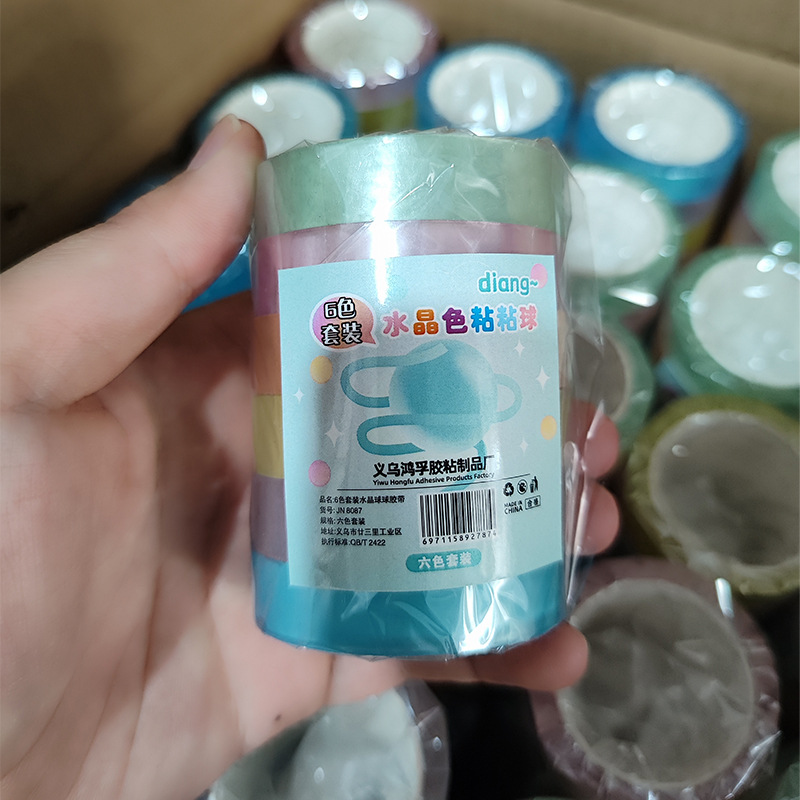 diang~
6色
套装
水晶色粘粘球
义乌鸿孚胶粘制品厂
Yiwu Hongfu Adhesive Products Factory
品名:6色套装水晶球球胶带
货号: JN 8087
规格: 六色套装
地址:义乌市廿三里工业区
执行标准:QB/T 2422
6971158927874
MADE IN
CHINA
合格
六色套装